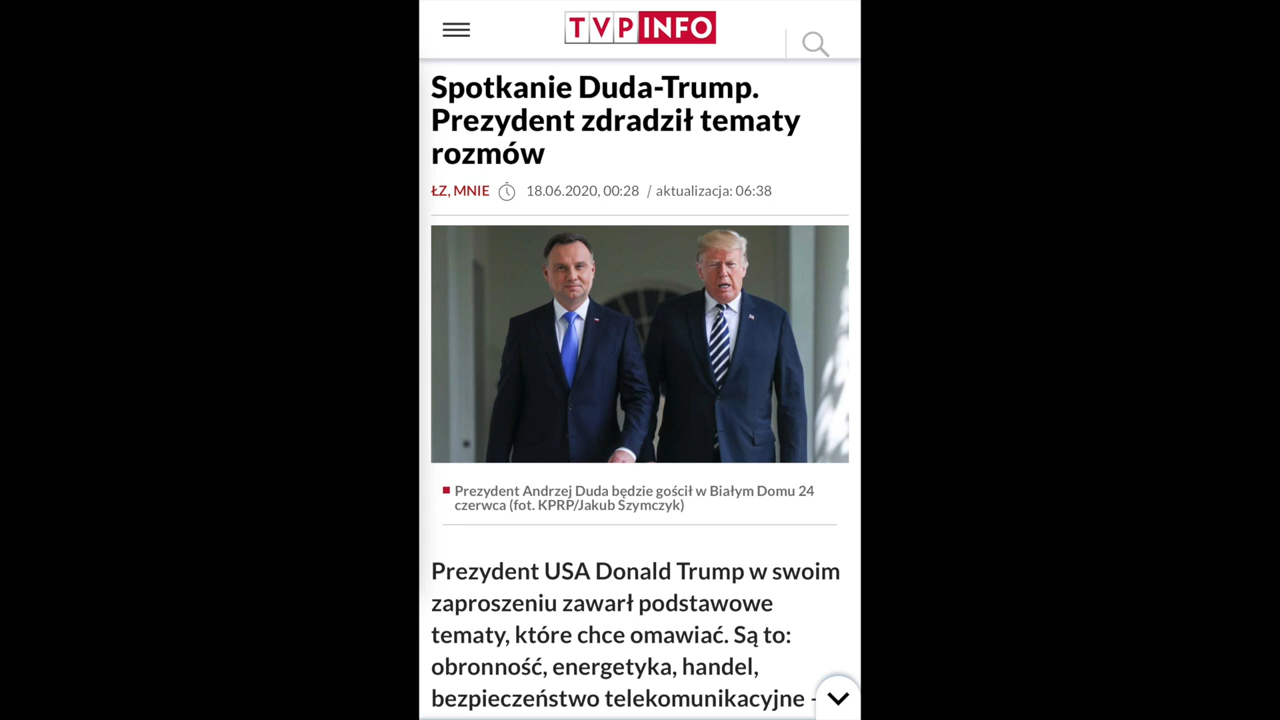 TVP INFO
Spotkanie Duda-Trump.
Prezydent zdradził tematy
rozmów
ŁZ, MNIE 18.06.2020, 00:28 / aktualizacja: 06:38
Prezydent Andrzej Duda będzie gościł w Białym Domu 24
czerwca (fot. KPRP/Jakub Szymczyk)
Prezydent USA Donald Trump w swoim
zaproszeniu zawarł podstawowe
tematy, które chce omawiać. Są to:
obronność, energetyka, handel,
bezpieczeństwo telekomunikacyjne -